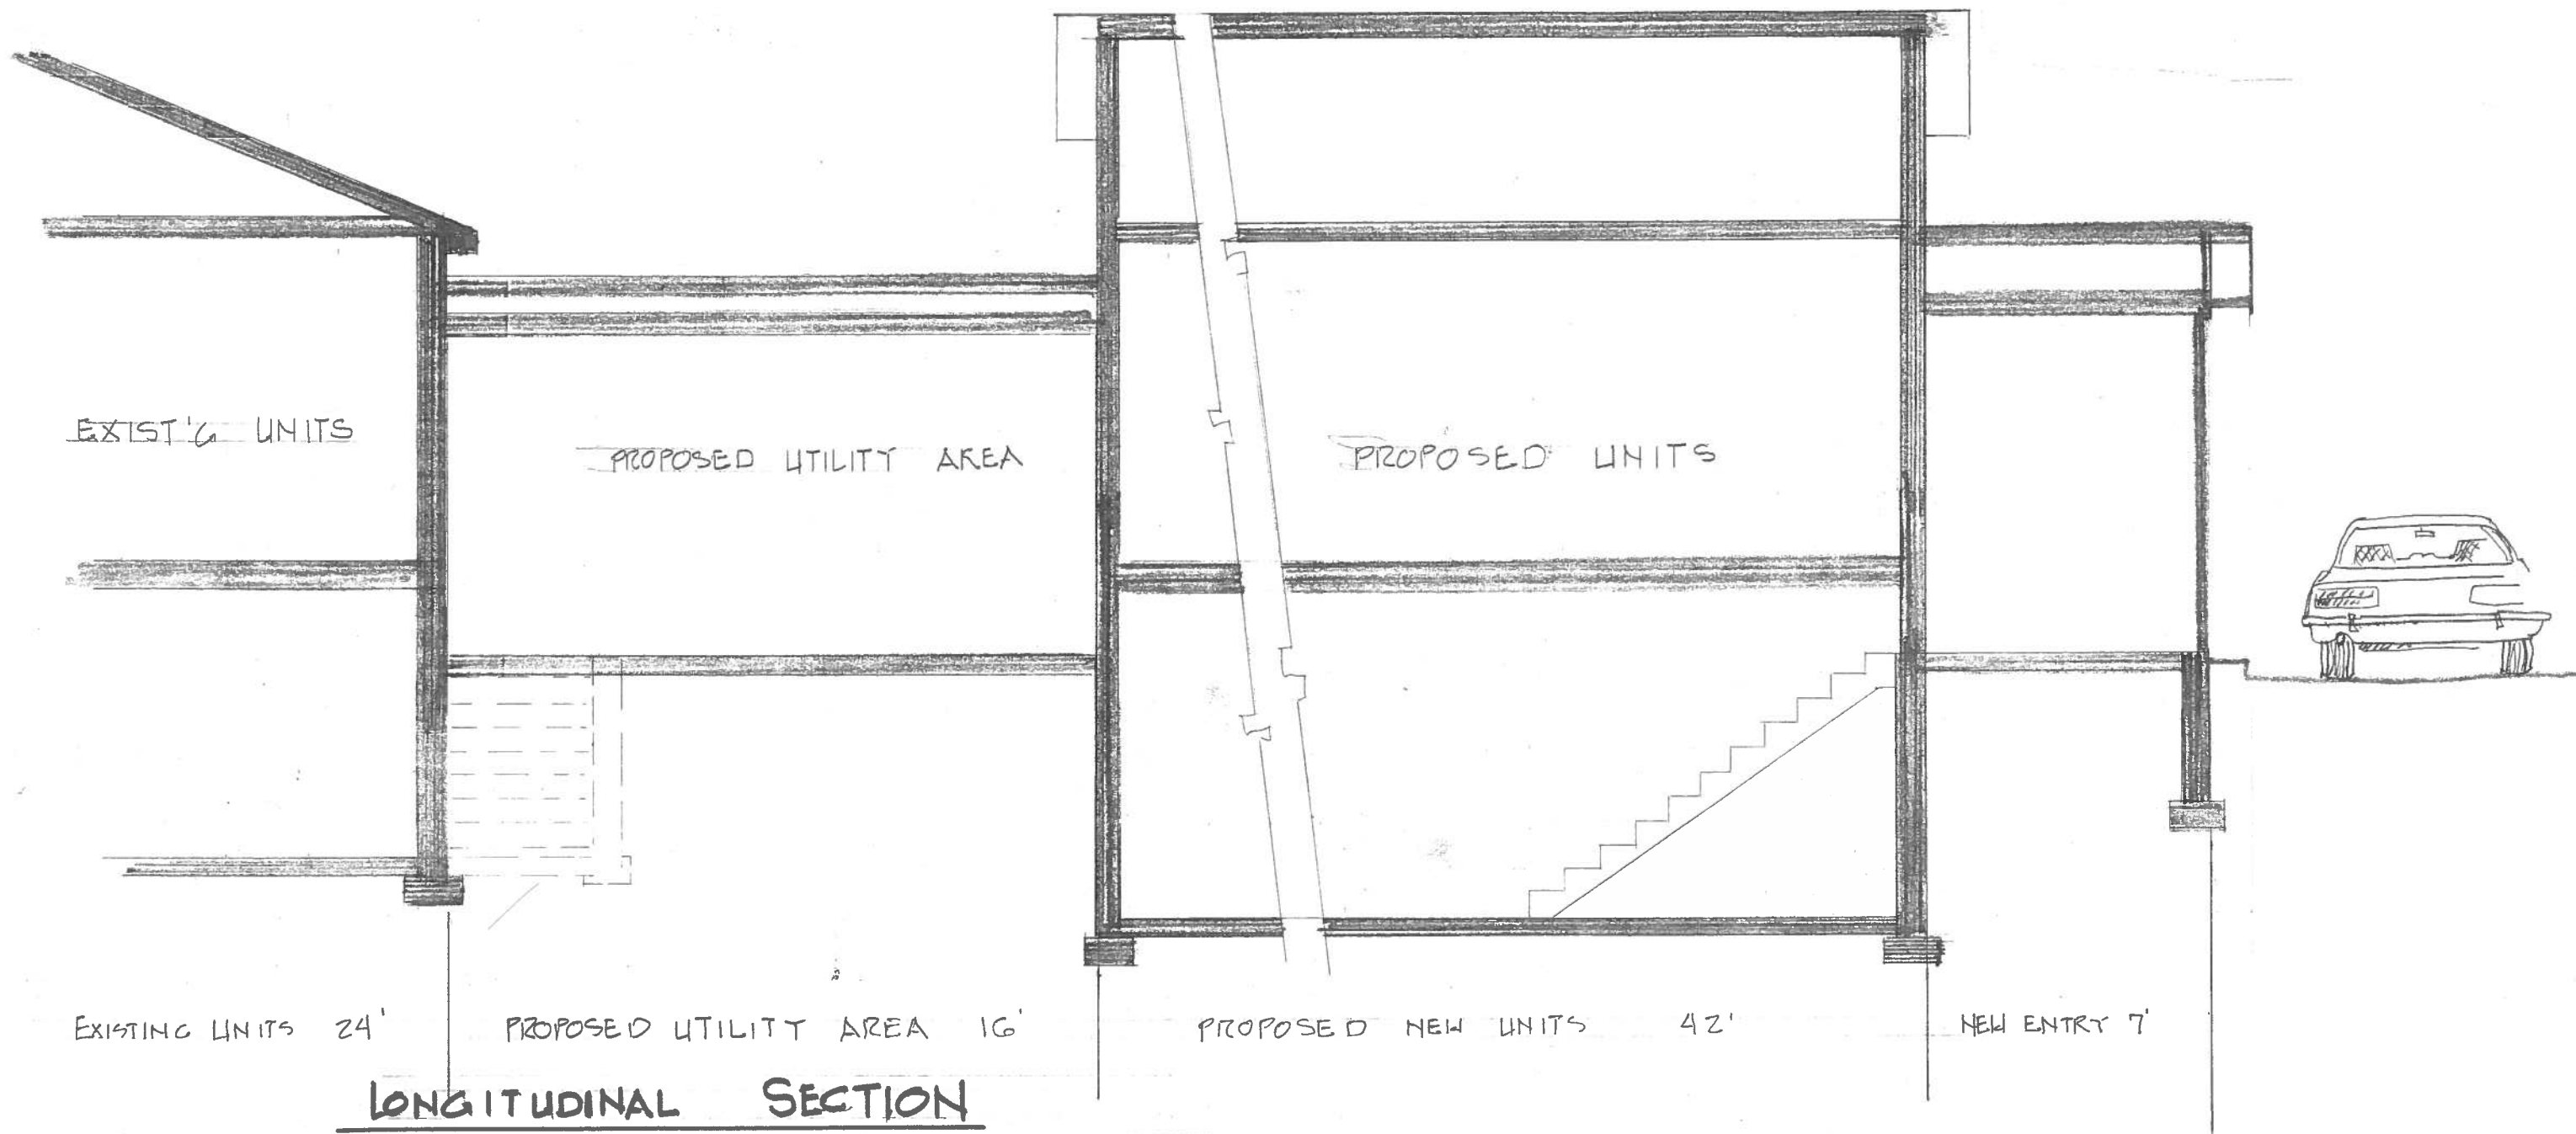 EXIST'G UNITS
PROPOSED UTILITY AREA
PROPOSED UNITS
EXISTING UNITS 24'
PROPOSED UTILITY AREA 16'
PROPOSED NEW UNITS 42'
NEW ENTRY 7'
LONGITUDINAL SECTION